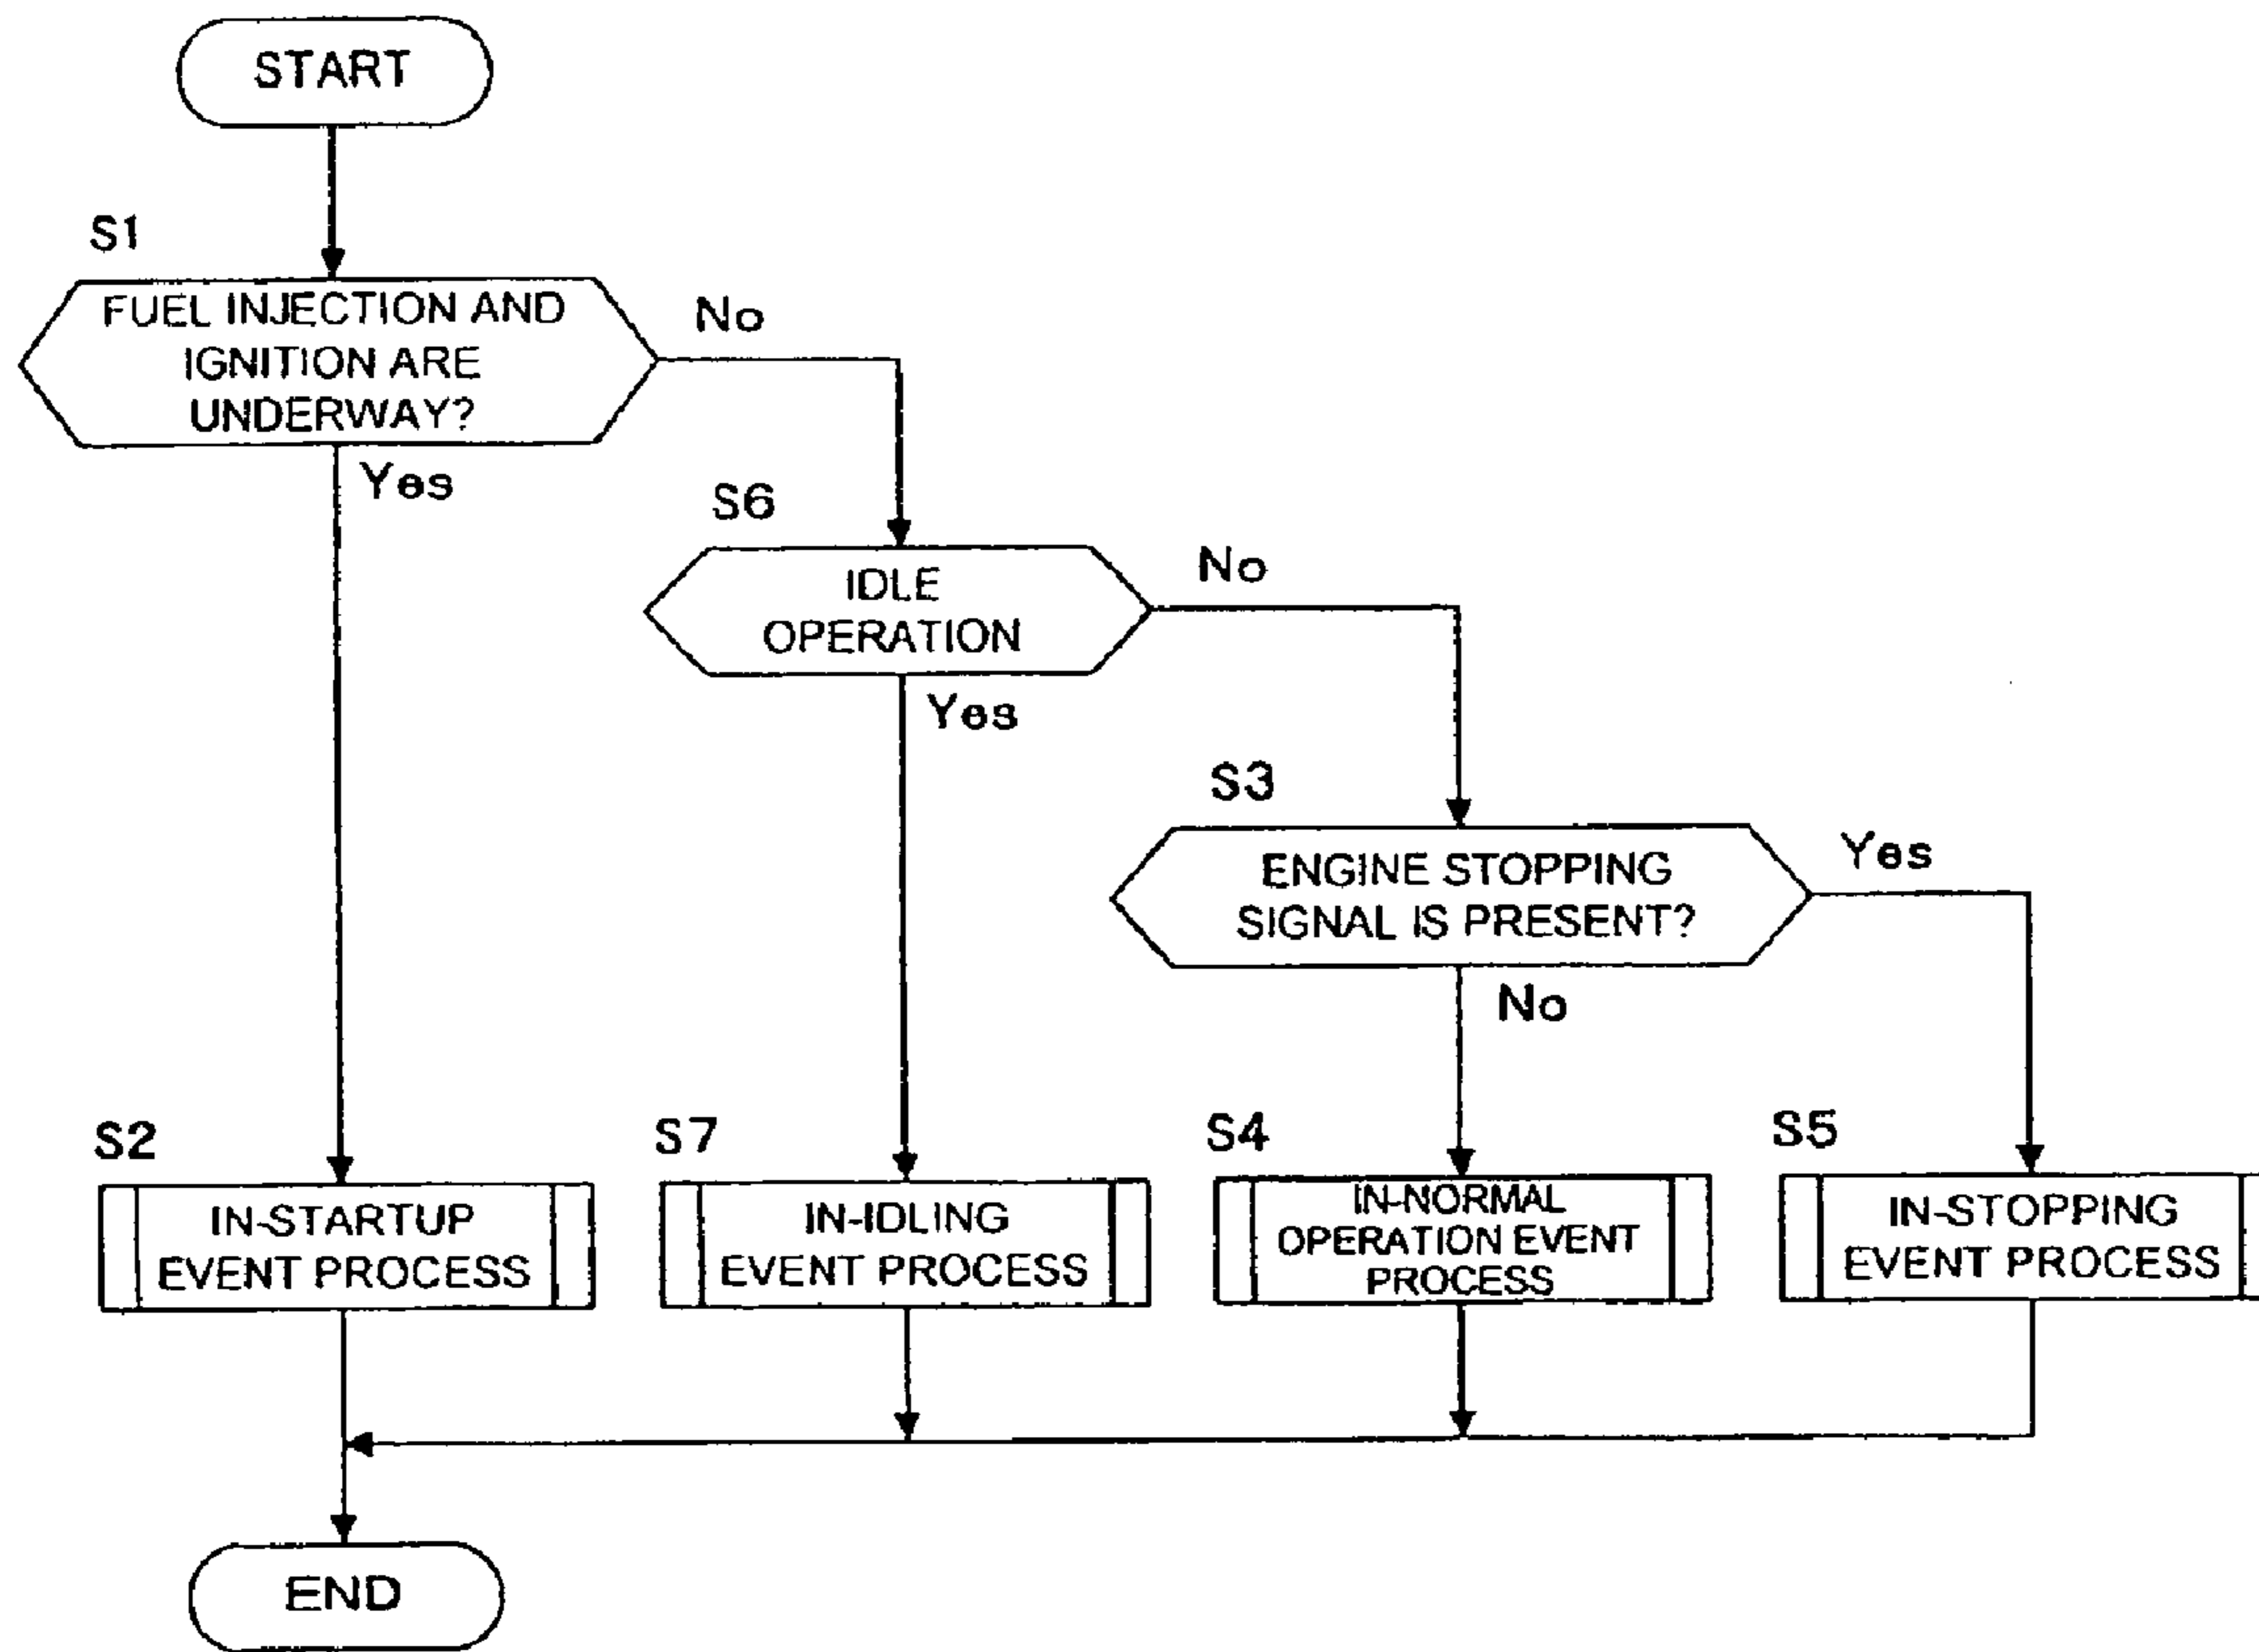 START
S1
FUEL INJECTION AND
IGNITION ARE
UNDERWAY?
No
Yes
S6
IDLE
OPERATION
No
Yes
S3
ENGINE STOPPING
SIGNAL IS PRESENT?
Yes
No
S2
IN-STARTUP
EVENT PROCESS
S7
IN-IDLING
EVENT PROCESS
S4
IN-NORMAL
OPERATION EVENT
PROCESS
S5
IN-STOPPING
EVENT PROCESS
END